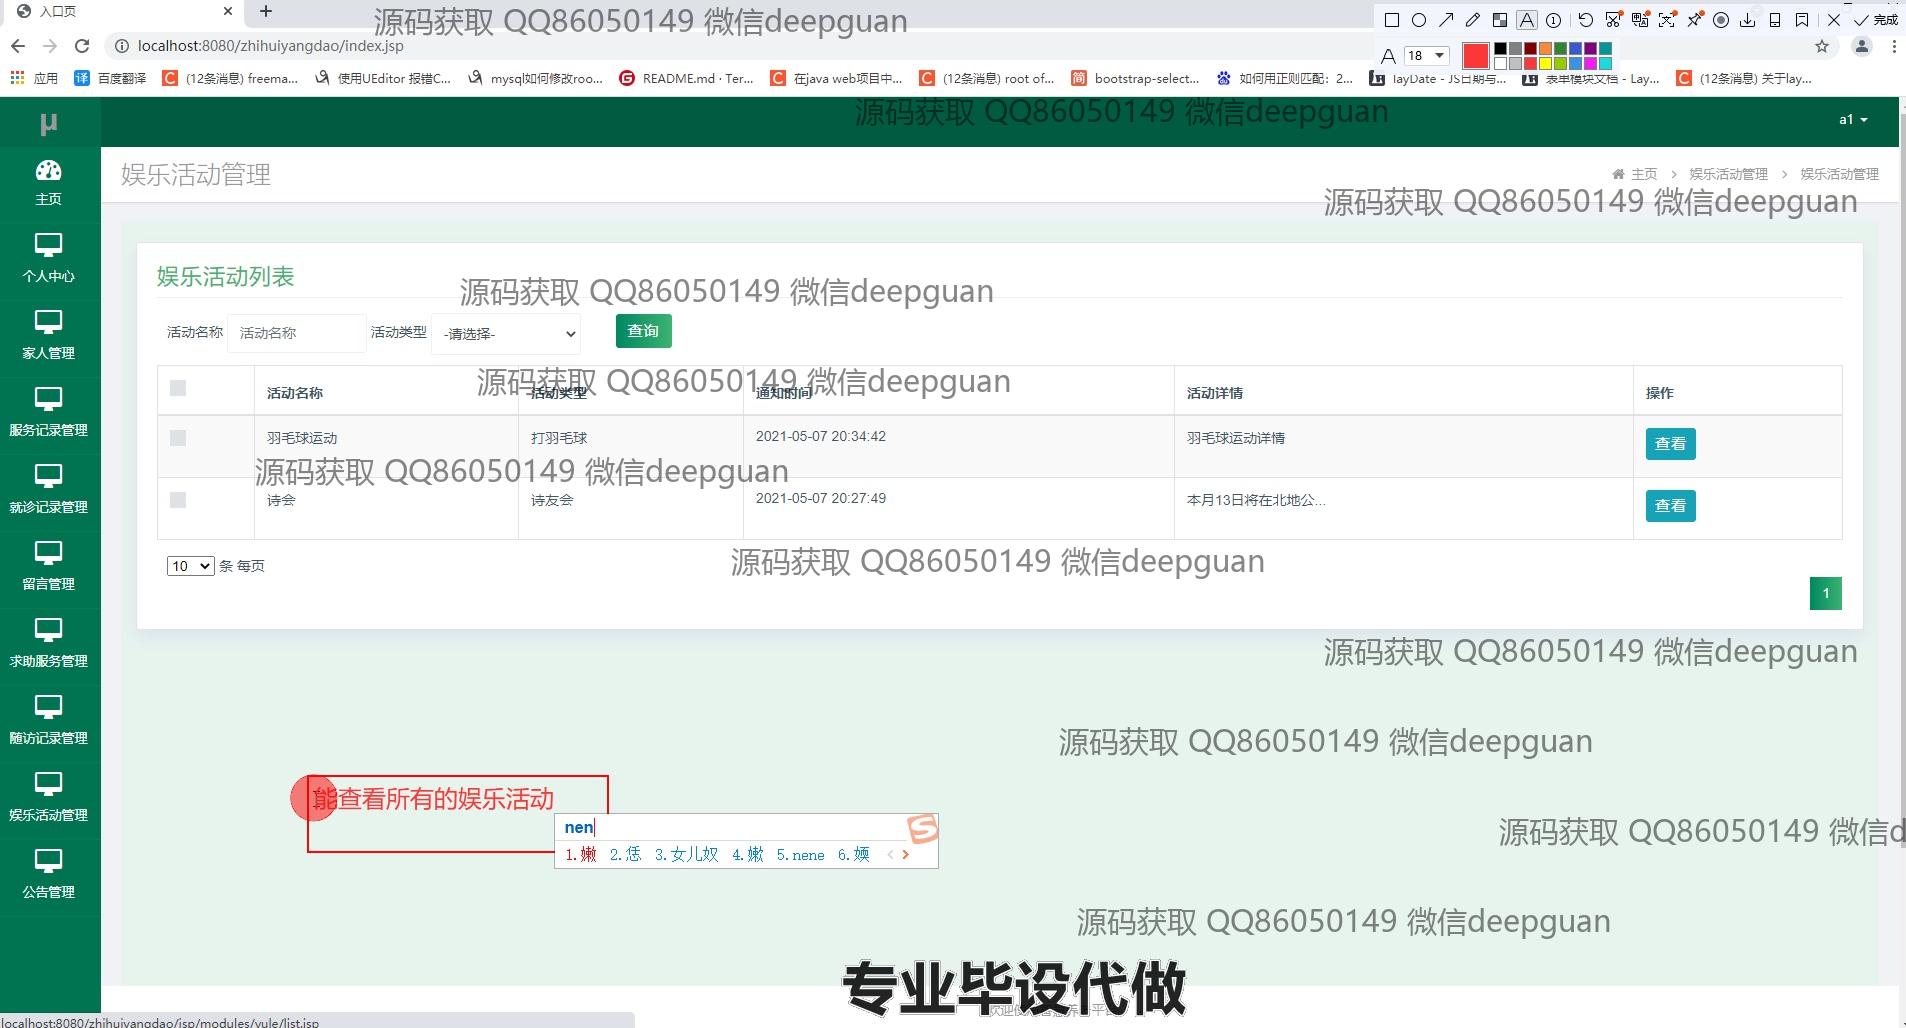 入口页
源码获取 QQ86050149 微信deepguan
localhost:8080/zhihuiyangdao/index.jsp
18
完成
应用
百度翻译
(12条消息) freema...
使用UEditor 报错C...
mysql如何修改roo...
README.md · Ter...
在java web项目中...
(12条消息) root of...
bootstrap-select...
如何用正则匹配：2...
layDate - JS日期与...
表单模块文档 - Lay...
(12条消息) 关于lay...
源码获取 QQ86050149 微信deepguan
µ
a1
主页
个人中心
家人管理
服务记录管理
就诊记录管理
留言管理
求助服务管理
随访记录管理
娱乐活动管理
公告管理
娱乐活动管理
主页 > 娱乐活动管理 > 娱乐活动管理
源码获取 QQ86050149 微信deepguan
娱乐活动列表
源码获取 QQ86050149 微信deepguan
活动名称 活动名称 活动类型 -请选择- 查询
源码获取 QQ86050149 微信deepguan
活动名称 活动类型 通知时间 活动详情 操作
羽毛球运动 打羽毛球 2021-05-07 20:34:42 羽毛球运动详情 查看
源码获取 QQ86050149 微信deepguan
诗会 诗友会 2021-05-07 20:27:49 本月13日将在北地公... 查看
10 条 每页
源码获取 QQ86050149 微信deepguan
1
源码获取 QQ86050149 微信deepguan
源码获取 QQ86050149 微信deepguan
能查看所有的娱乐活动
nen
1.嫩 2.恁 3.女儿奴 4.嫰 5.nene 6.媆
源码获取 QQ86050149 微信d
源码获取 QQ86050149 微信deepguan
专业毕设代做
localhost:8080/zhihuiyangdao/jsp/modules/yule/list.jsp